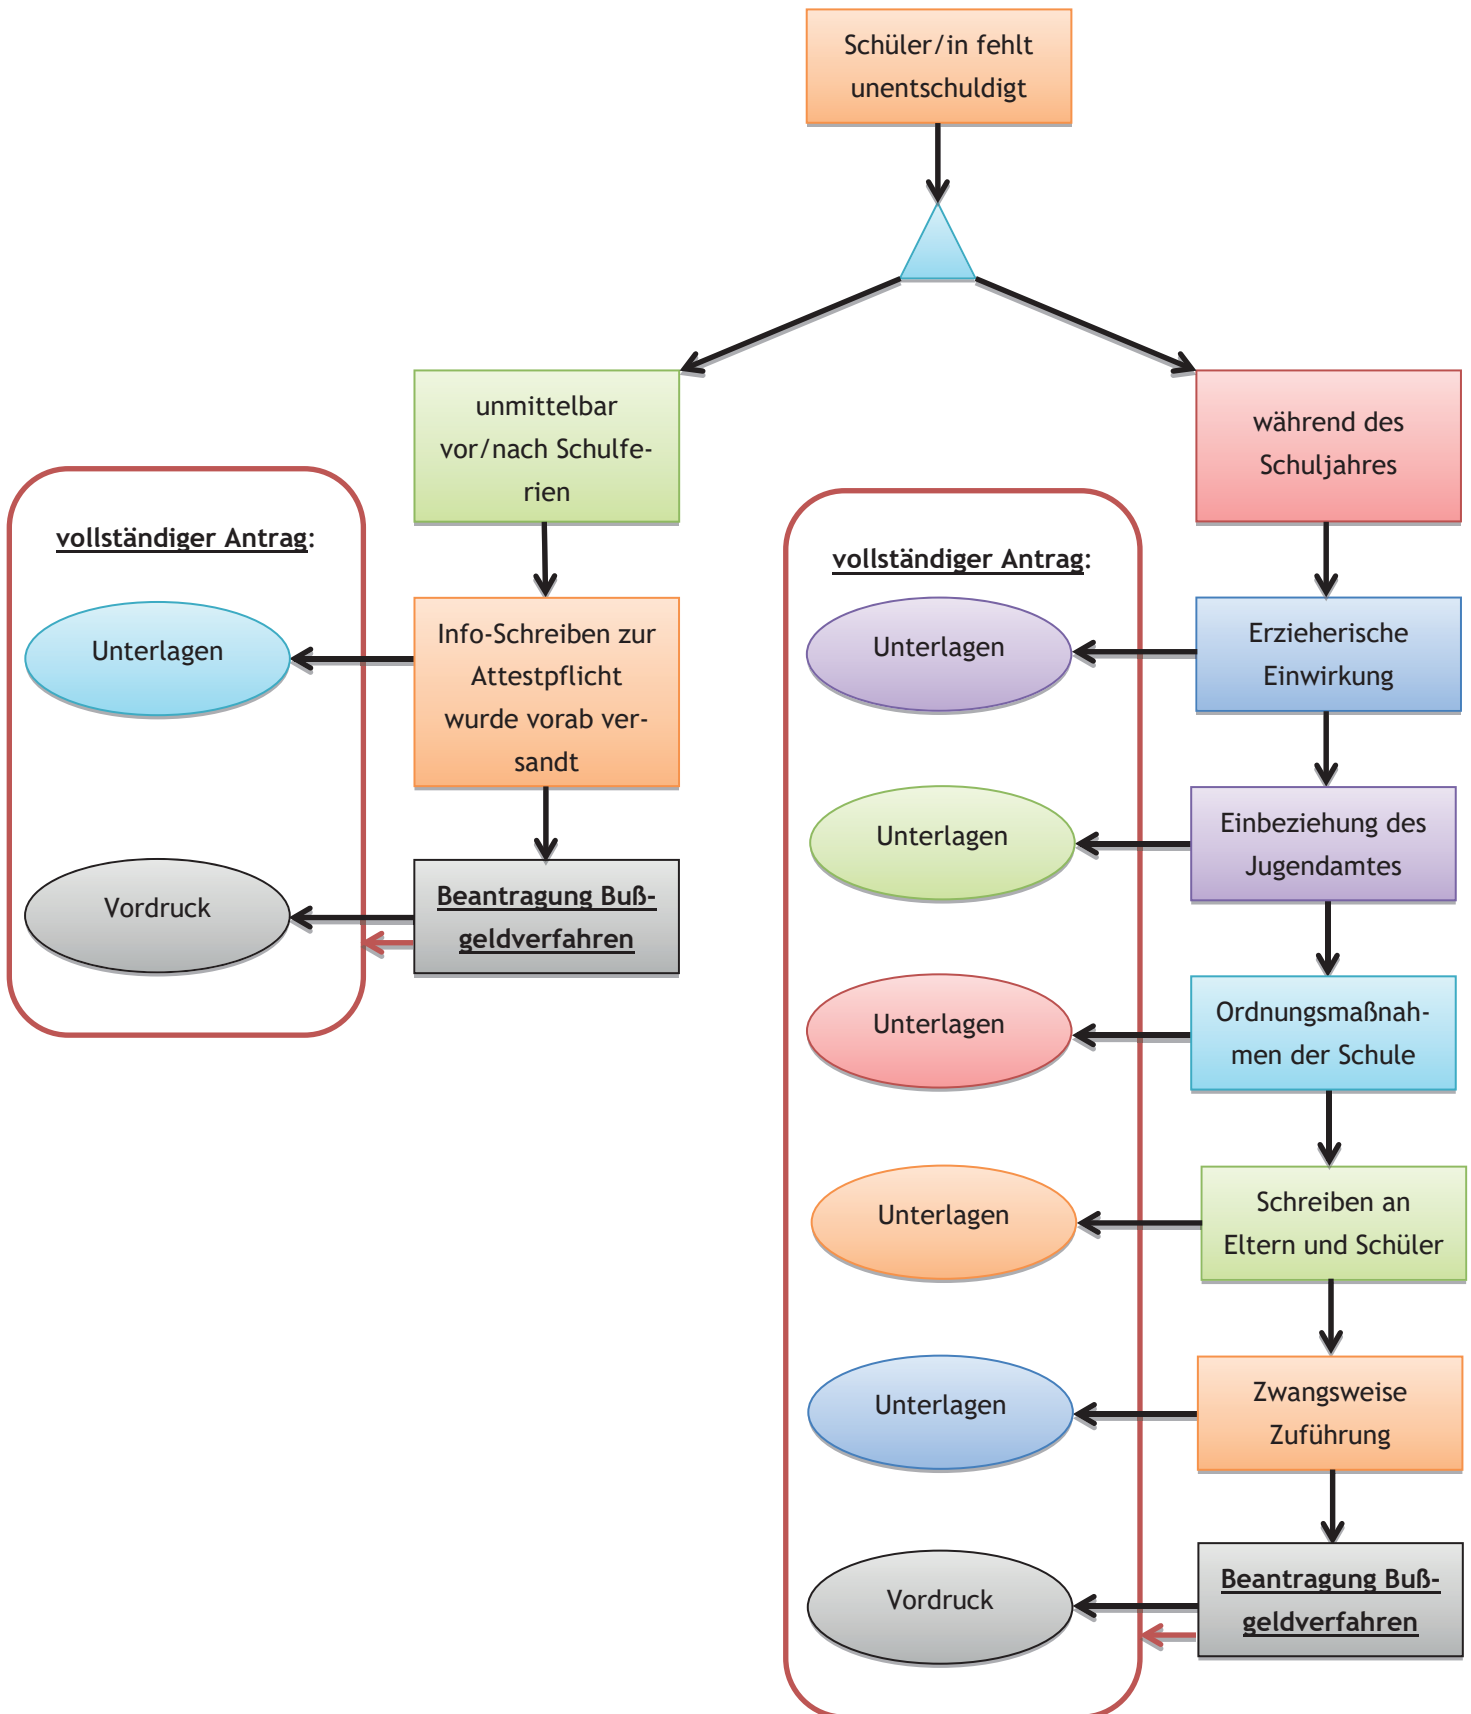 Schüler/in fehlt
unentschuldigt
unmittelbar
vor/nach Schulfe-
rien
vollständiger Antrag:
Unterlagen
Info-Schreiben zur
Attestpflicht
wurde vorab ver-
sandt
Vordruck
Beantragung Buß-
geldverfahren
während des
Schuljahres
vollständiger Antrag:
Unterlagen
Erzieherische
Einwirkung
Unterlagen
Einbeziehung des
Jugendamtes
Unterlagen
Ordnungsmaßnah-
men der Schule
Unterlagen
Schreiben an
Eltern und Schüler
Unterlagen
Zwangsweise
Zuführung
Vordruck
Beantragung Buß-
geldverfahren